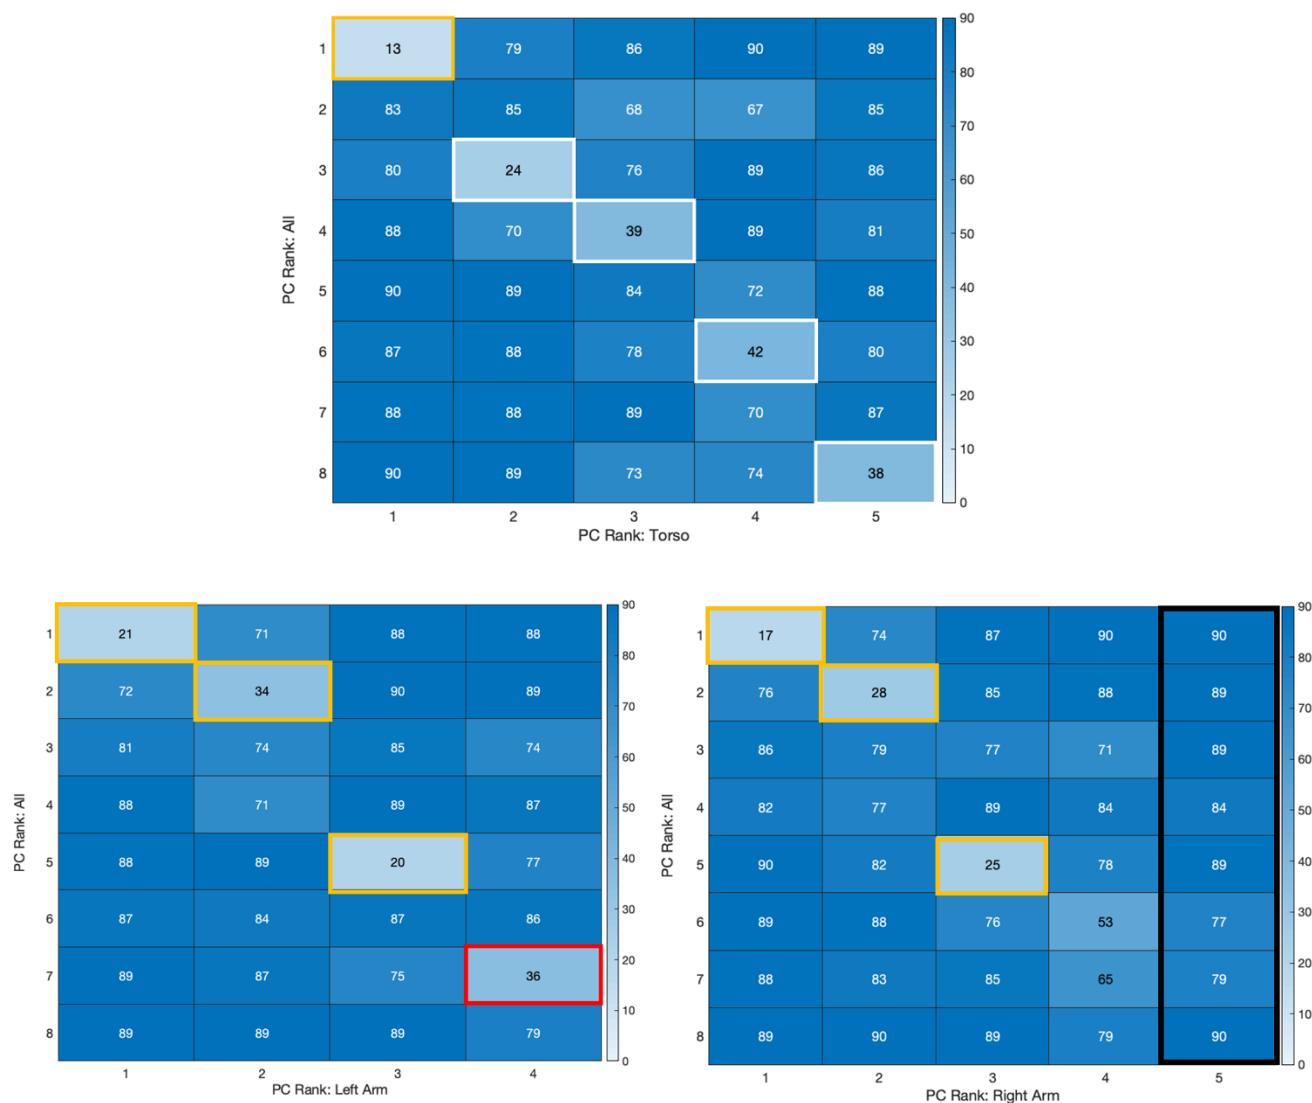 1 13 79 86 90 89
2 83 85 68 67 85
3 80 24 76 89 86
4 88 70 39 89 81
5 90 89 84 72 88
6 87 88 78 42 80
7 88 88 89 70 87
8 90 89 73 74 38
1 2 3 4 5
PC Rank: Torso
PC Rank: All
90
80
70
60
50
40
30
20
10
0
1 21 71 88 88
2 72 34 90 89
3 81 74 85 74
4 88 71 89 87
5 88 89 20 77
6 87 84 87 86
7 89 87 75 36
8 89 89 89 79
1 2 3 4
PC Rank: Left Arm
PC Rank: All
90
80
70
60
50
40
30
20
10
0
1 17 74 87 90 90
2 76 28 85 88 89
3 86 79 77 71 89
4 82 77 89 84 84
5 90 82 25 78 89
6 89 88 76 53 77
7 88 83 85 65 79
8 89 90 89 79 90
1 2 3 4 5
PC Rank: Right Arm
PC Rank: All
90
80
70
60
50
40
30
20
10
0